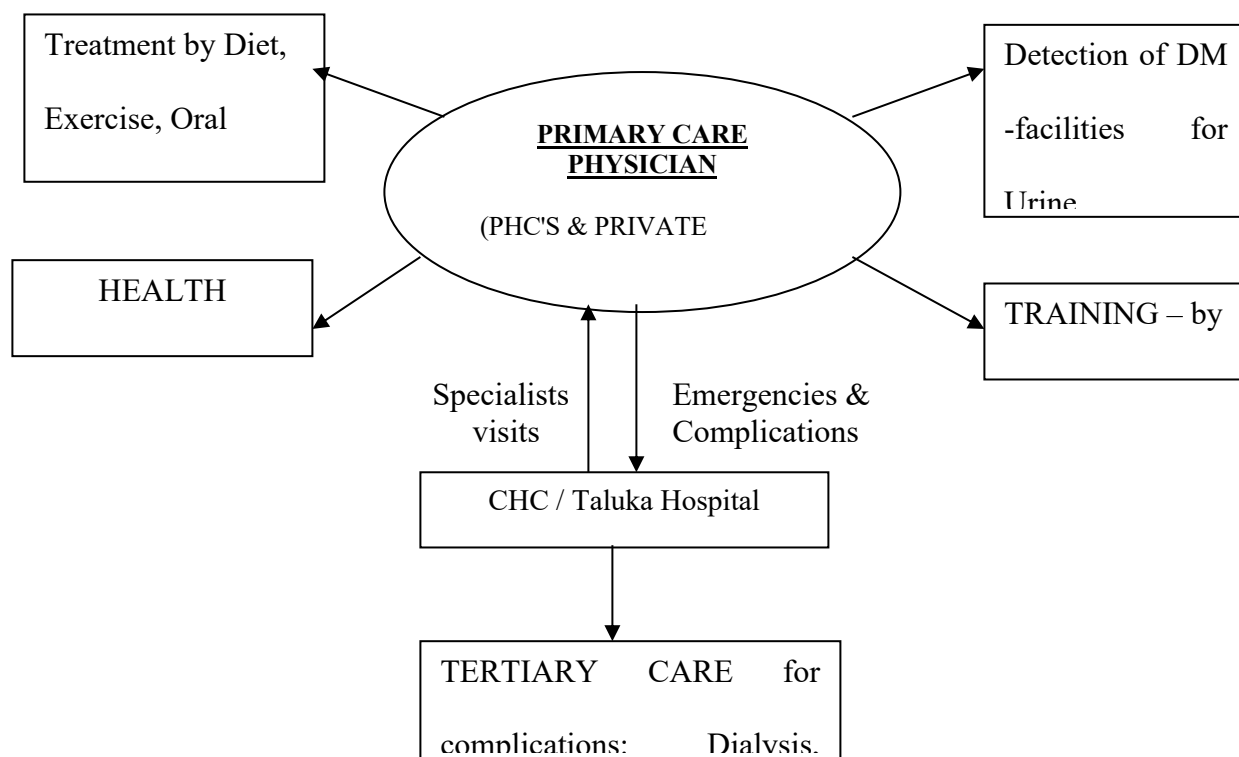 Treatment by Diet,
Exercise, Oral
PRIMARY CARE
PHYSICIAN
(PHC'S & PRIVATE
Detection of DM
-facilities for
Urine
HEALTH
TRAINING – by
Specialists
visits
Emergencies &
Complications
CHC / Taluka Hospital
TERTIARY CARE for
complications: Dialysis,